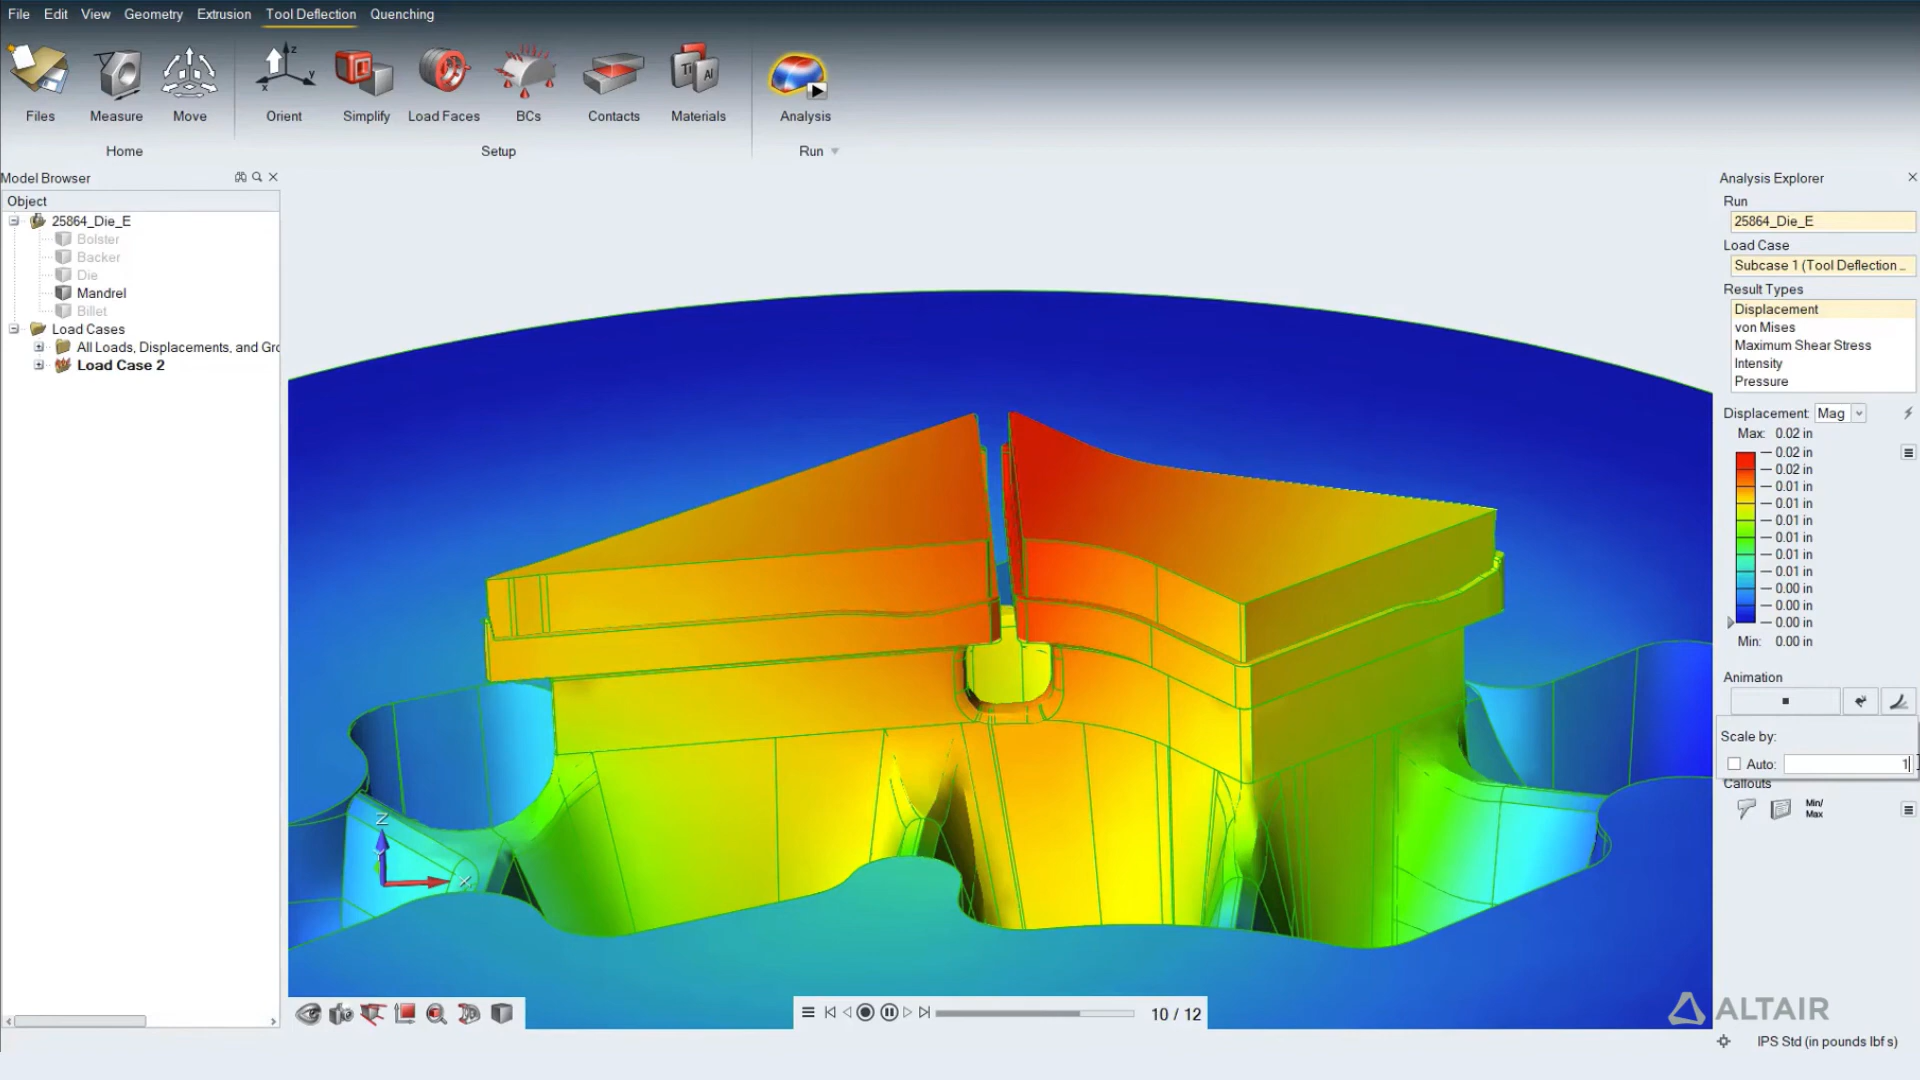 File Edit View Geometry Extrusion Tool Deflection Quenching
Files Measure Move Orient Simplify Load Faces BCs Contacts Materials Analysis
Ti Al
z x y
Home Setup Run
Model Browser
Object
25864_Die_E
Bolster
Backer
Die
Mandrel
Billet
Load Cases
All Loads, Displacements, and Gro
Load Case 2
Z
X
10 / 12
Analysis Explorer
Run
25864_Die_E
Load Case
Subcase 1 (Tool Deflection ...
Result Types
Displacement
von Mises
Maximum Shear Stress
Intensity
Pressure
Displacement: Mag
Max: 0.02 in
0.02 in
0.02 in
0.01 in
0.01 in
0.01 in
0.01 in
0.01 in
0.01 in
0.00 in
0.00 in
0.00 in
Min: 0.00 in
Animation
Scale by:
Auto: 1
Callouts
Min/
Max
ALTAIR
IPS Std (in pounds lbf s)